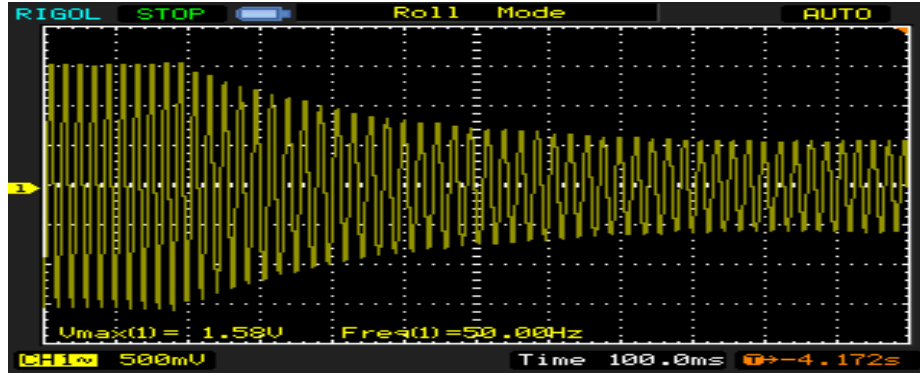 RIGOL STOP Roll Mode AUTO
1
Vmax(1)= 1.58V Freq(1)=50.00Hz
CH1~ 500mV Time 100.0ms T→-4.172s